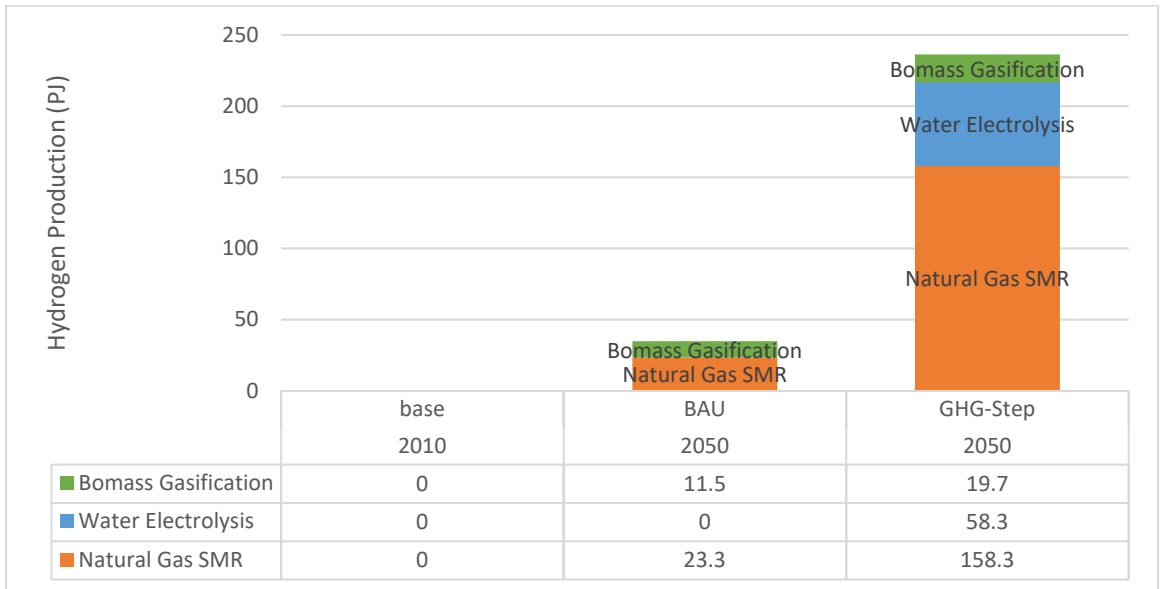 Hydrogen Production (PJ)
250
200
150
100
50
0
Bomass Gasification
Water Electrolysis
Natural Gas SMR
Bomass Gasification
Natural Gas SMR
base BAU GHG-Step
2010 2050 2050
Bomass Gasification 0 11.5 19.7
Water Electrolysis 0 0 58.3
Natural Gas SMR 0 23.3 158.3